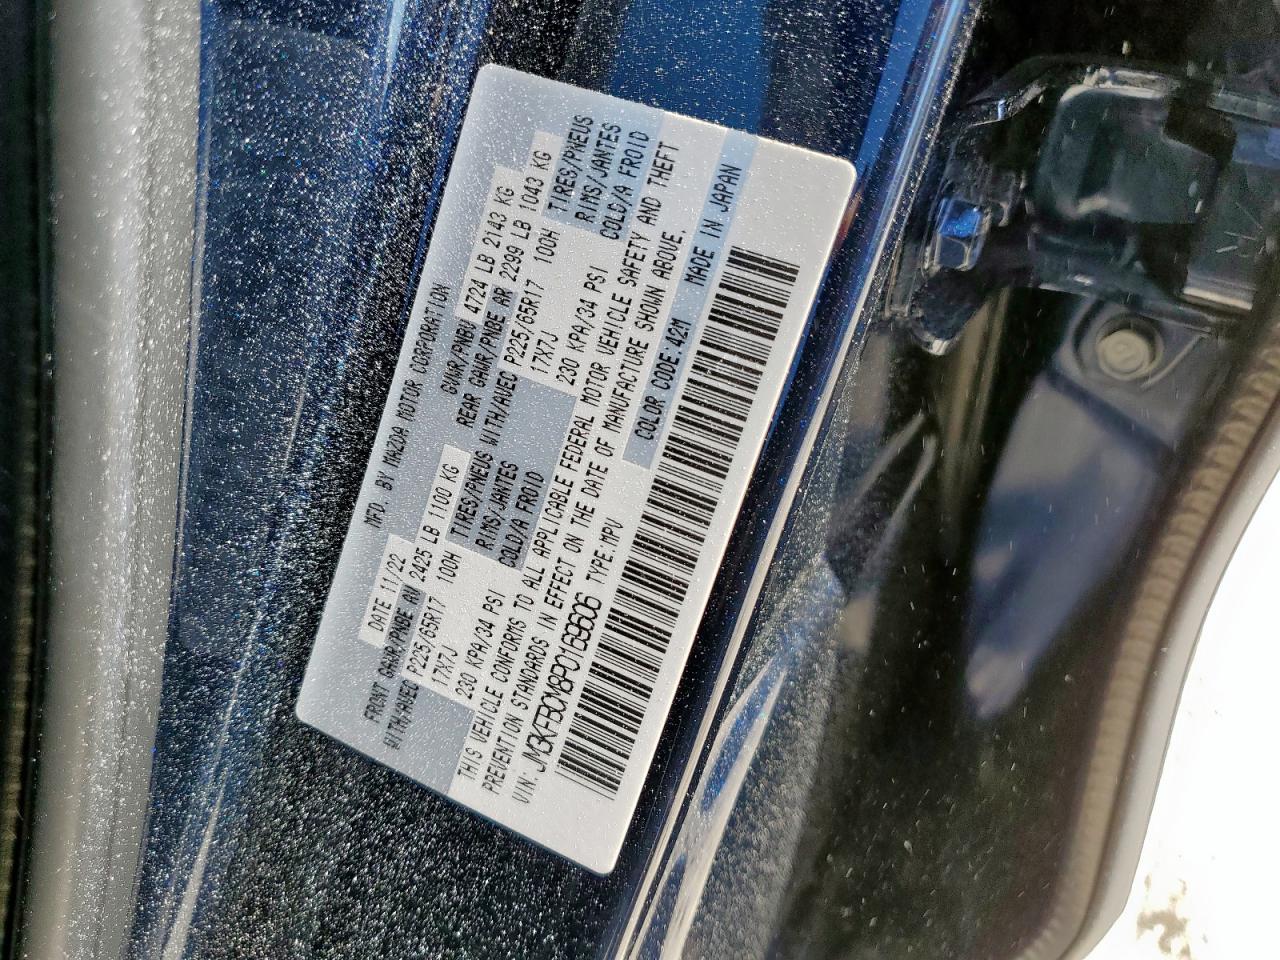 MFD. BY MAZDA MOTOR CORPORATION
DATE 11/22 GVWR/PNBV 4724 LB 2143 KG
FRONT GAWR/PNBE AV 2425 LB 1100 KG REAR GAWR/PNBE AR 2299 LB 1043 KG
WITH/AVEC P225/65R17 100H TIRES/PNEUS WITH/AVEC P225/65R17 100H TIRES/PNEUS
17X7J RIMS/JANTES 17X7J RIMS/JANTES
230 KPA/34 PSI COLD/A FROID 230 KPA/34 PSI COLD/A FROID
THIS VEHICLE CONFORMS TO ALL APPLICABLE FEDERAL MOTOR VEHICLE SAFETY AND THEFT
PREVENTION STANDARDS IN EFFECT ON THE DATE OF MANUFACTURE SHOWN ABOVE.
VIN: JM3KFBCM8P0169606 TYPE:MPV COLOR CODE:42M MADE IN JAPAN